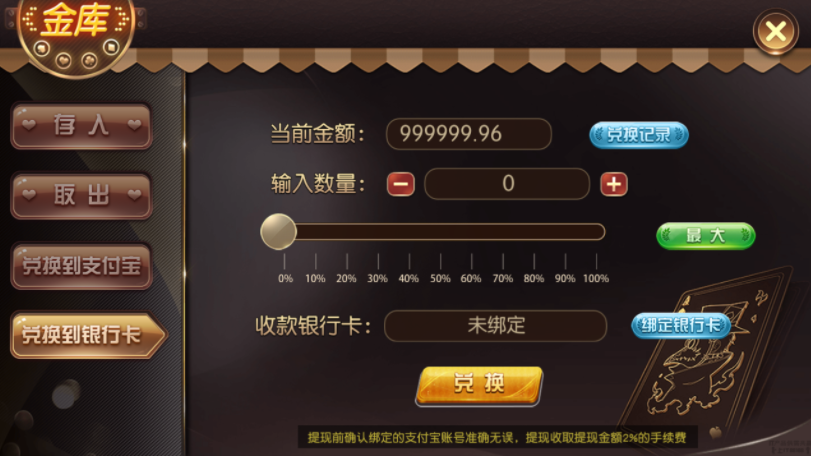 金库
存入
取出
兑换到支付宝
兑换到银行卡
当前金额： 999999.96 兑换记录
输入数量： 0
最大
0% 10% 20% 30% 40% 50% 60% 70% 80% 90% 100%
收款银行卡： 未绑定 绑定银行卡
兑换
提现前确认绑定的支付宝账号准确无误，提现收取提现金额2%的手续费